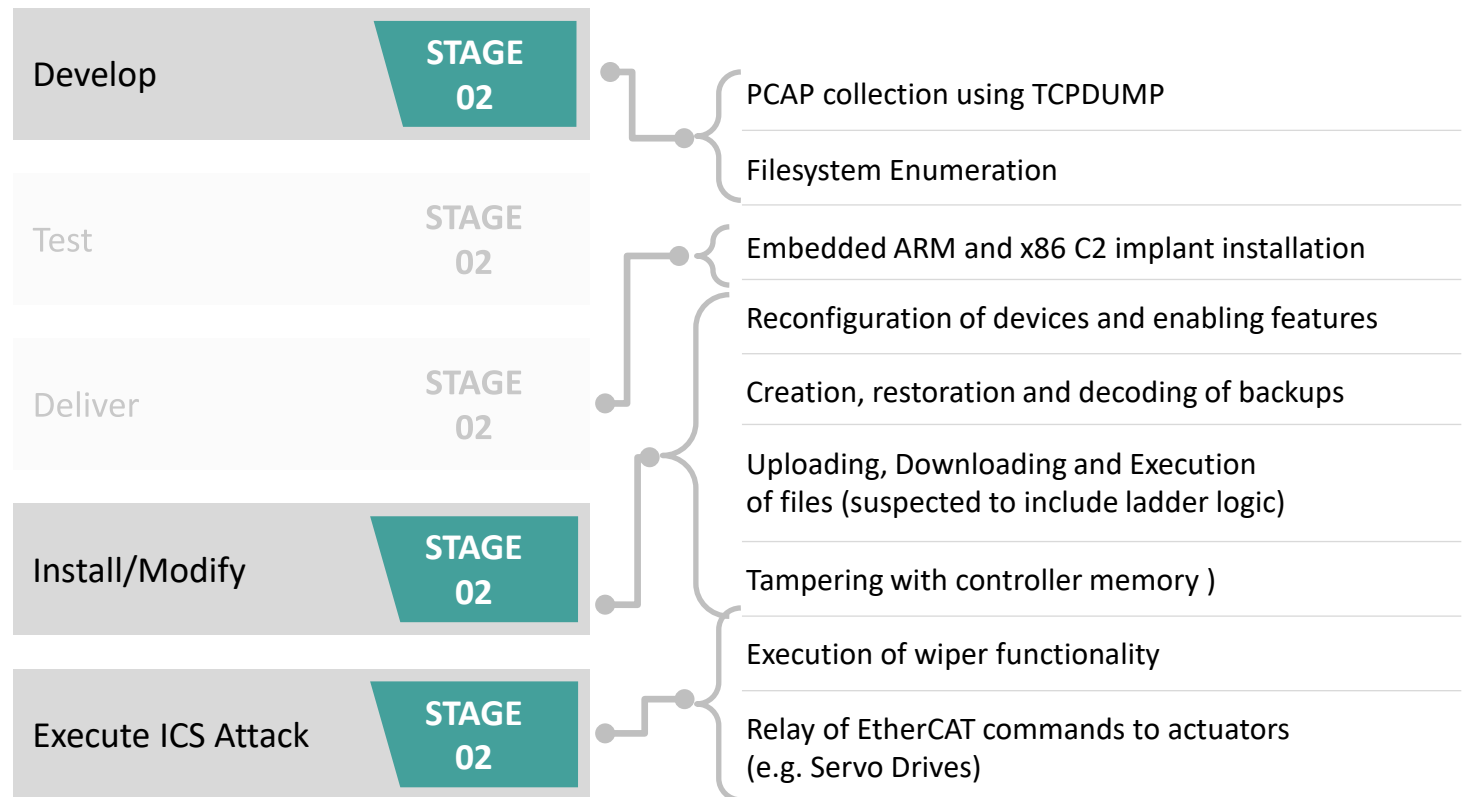 Develop
STAGE
02
PCAP collection using TCPDUMP
Filesystem Enumeration
Test
STAGE
02
Embedded ARM and x86 C2 implant installation
Reconfiguration of devices and enabling features
Deliver
STAGE
02
Creation, restoration and decoding of backups
Uploading, Downloading and Execution
of files (suspected to include ladder logic)
Install/Modify
STAGE
02
Tampering with controller memory )
Execution of wiper functionality
Execute ICS Attack
STAGE
02
Relay of EtherCAT commands to actuators
(e.g. Servo Drives)